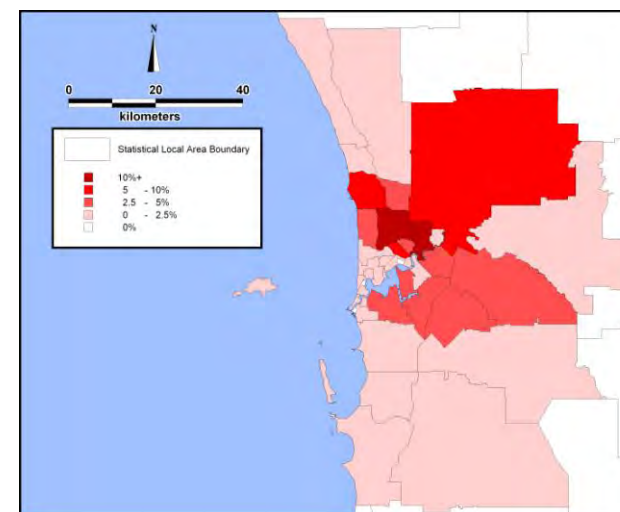 N
0 20 40
kilometers
Statistical Local Area Boundary
10%+
5 - 10%
2.5 - 5%
0 - 2.5%
0%